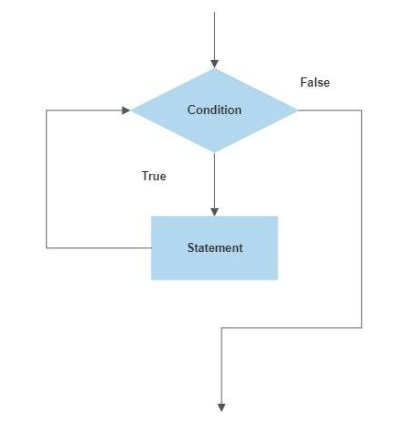 False
Condition
True
Statement